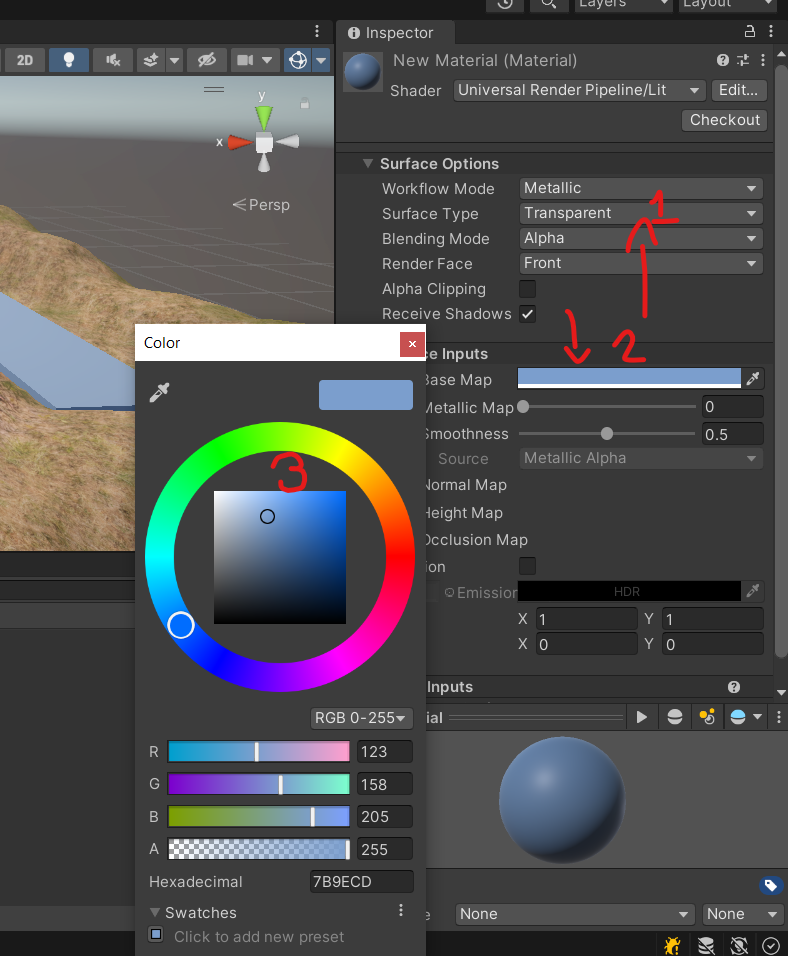 Layers
Layout
Inspector
2D
New Material (Material)
Shader
Universal Render Pipeline/Lit
Edit...
Checkout
y
x
Persp
Surface Options
Workflow Mode
Metallic
1
Surface Type
Transparent
Blending Mode
Alpha
Render Face
Front
Alpha Clipping
Receive Shadows
2
Color
ce Inputs
Base Map
Metallic Map
0
Smoothness
0.5
3
Source
Metallic Alpha
Normal Map
Height Map
Occlusion Map
ion
Emission
HDR
X 1 Y 1
X 0 Y 0
Inputs
RGB 0-255
ial
R 123
G 158
B 205
A 255
Hexadecimal 7B9ECD
Swatches
Click to add new preset
e
None
None